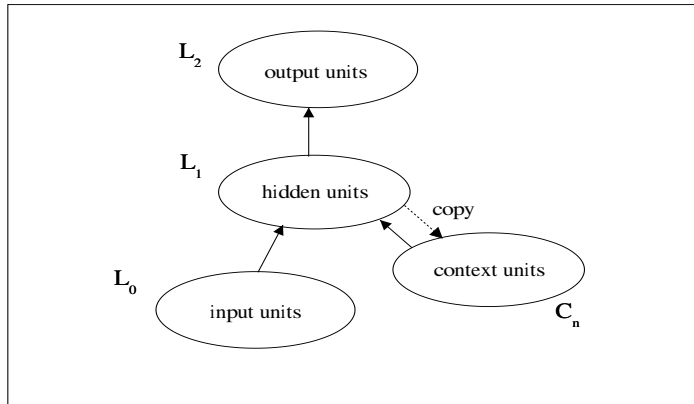 L2
output units
L1
hidden units
copy
context units
L0
input units
Cn